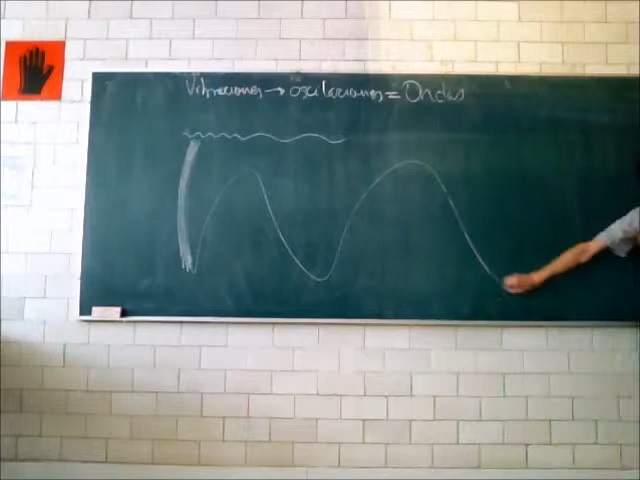 Vibraciones → oscilaciones = Ondas